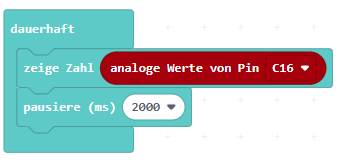 dauerhaft
zeige Zahl analoge Werte von Pin C16
pausiere (ms) 2000